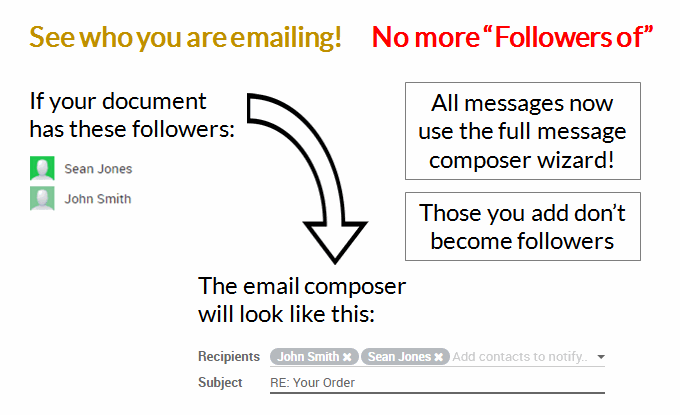 See who you are emailing!
No more “Followers of”
If your document
has these followers:
Sean Jones
John Smith
All messages now
use the full message
composer wizard!
Those you add don’t
become followers
The email composer
will look like this:
Recipients John Smith × Sean Jones × Add contacts to notify..
Subject RE: Your Order